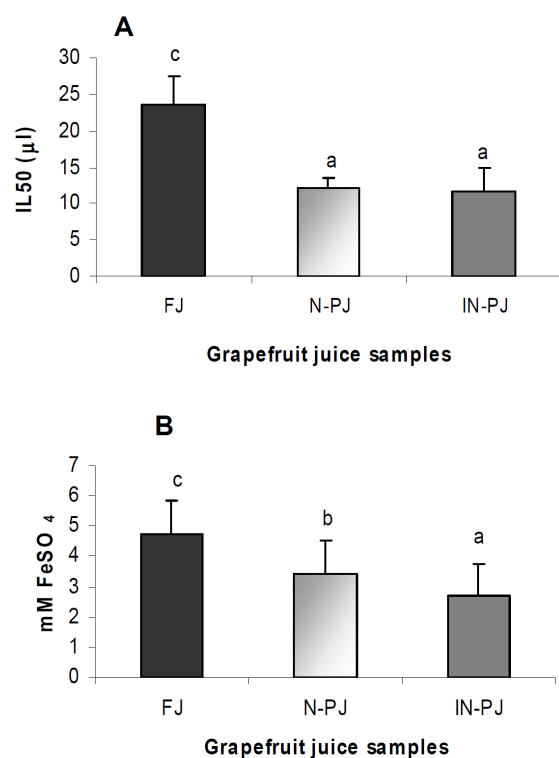 A
IL50 (µl)
30
25
20
15
10
5
0
c
a
a
FJ N-PJ IN-PJ
Grapefruit juice samples
B
mM FeSO 4
7
6
5
4
3
2
1
0
c
b
a
FJ N-PJ IN-PJ
Grapefruit juice samples